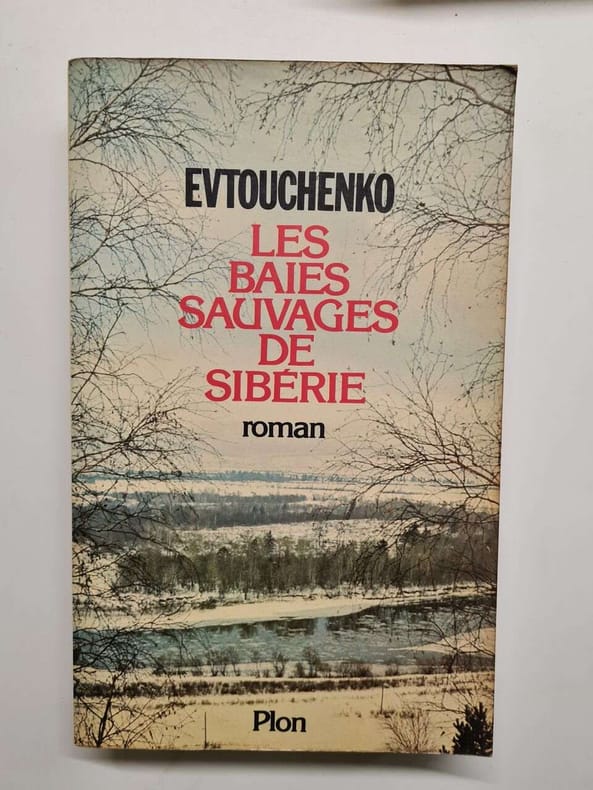 EVTOUCHENKO
LES
BAIES
SAUVAGES
DE
SIBÉRIE
roman
Plon